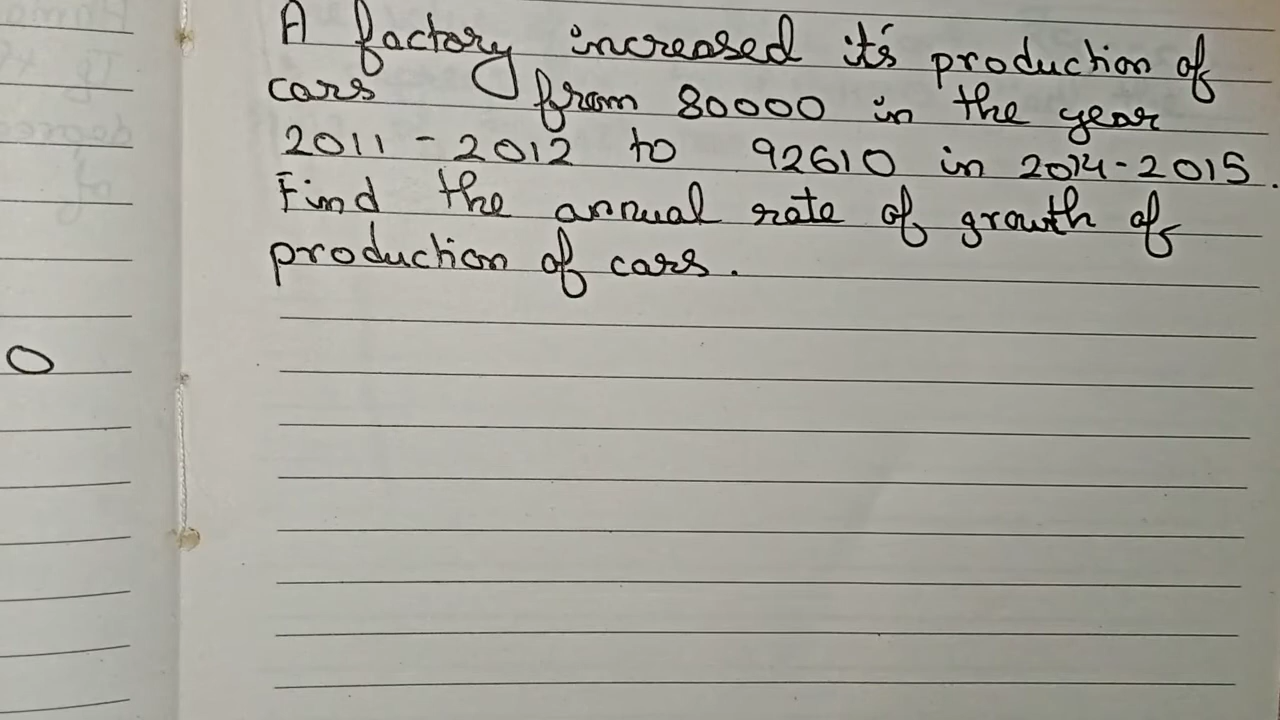 A factory increased it's production of
cars from 80000 in the year
2011 - 2012 to 92610 in 2014-2015.
Find the annual rate of growth of
production of cars.